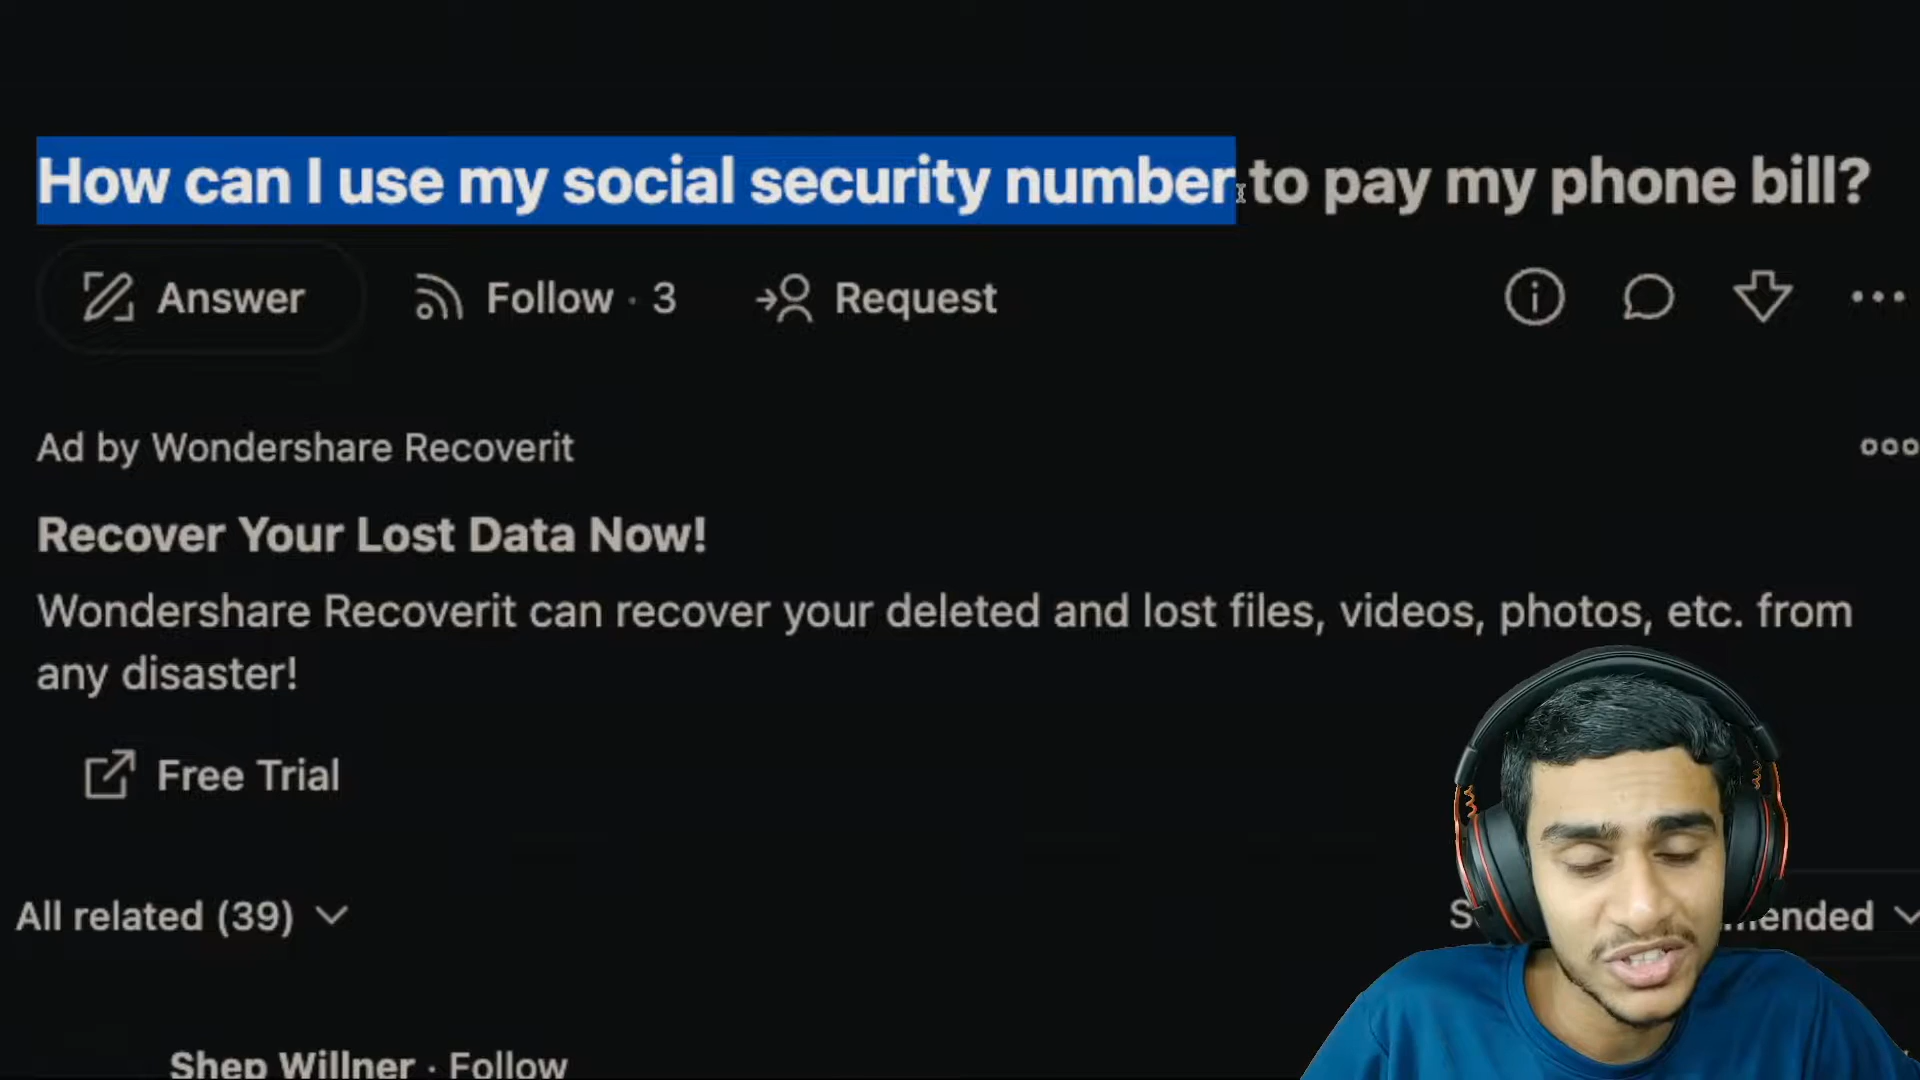 How can I use my social security number to pay my phone bill?
Answer
Follow · 3
Request
Ad by Wondershare Recoverit
Recover Your Lost Data Now!
Wondershare Recoverit can recover your deleted and lost files, videos, photos, etc. from
any disaster!
Free Trial
All related (39)
Shep Willner · Follow